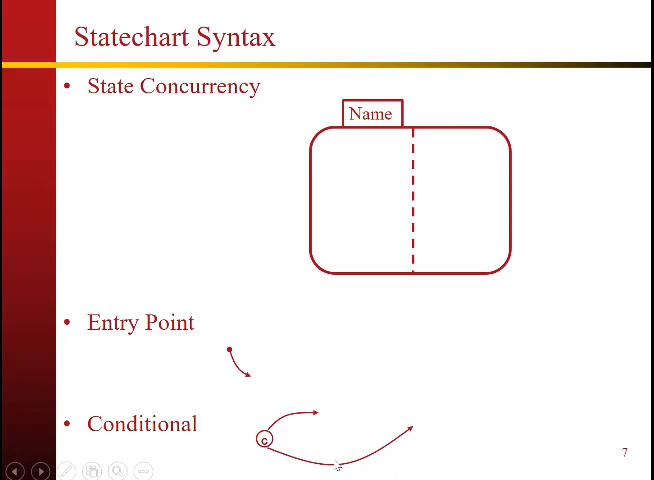 Statechart Syntax
• State Concurrency
Name
• Entry Point
• Conditional
C
7